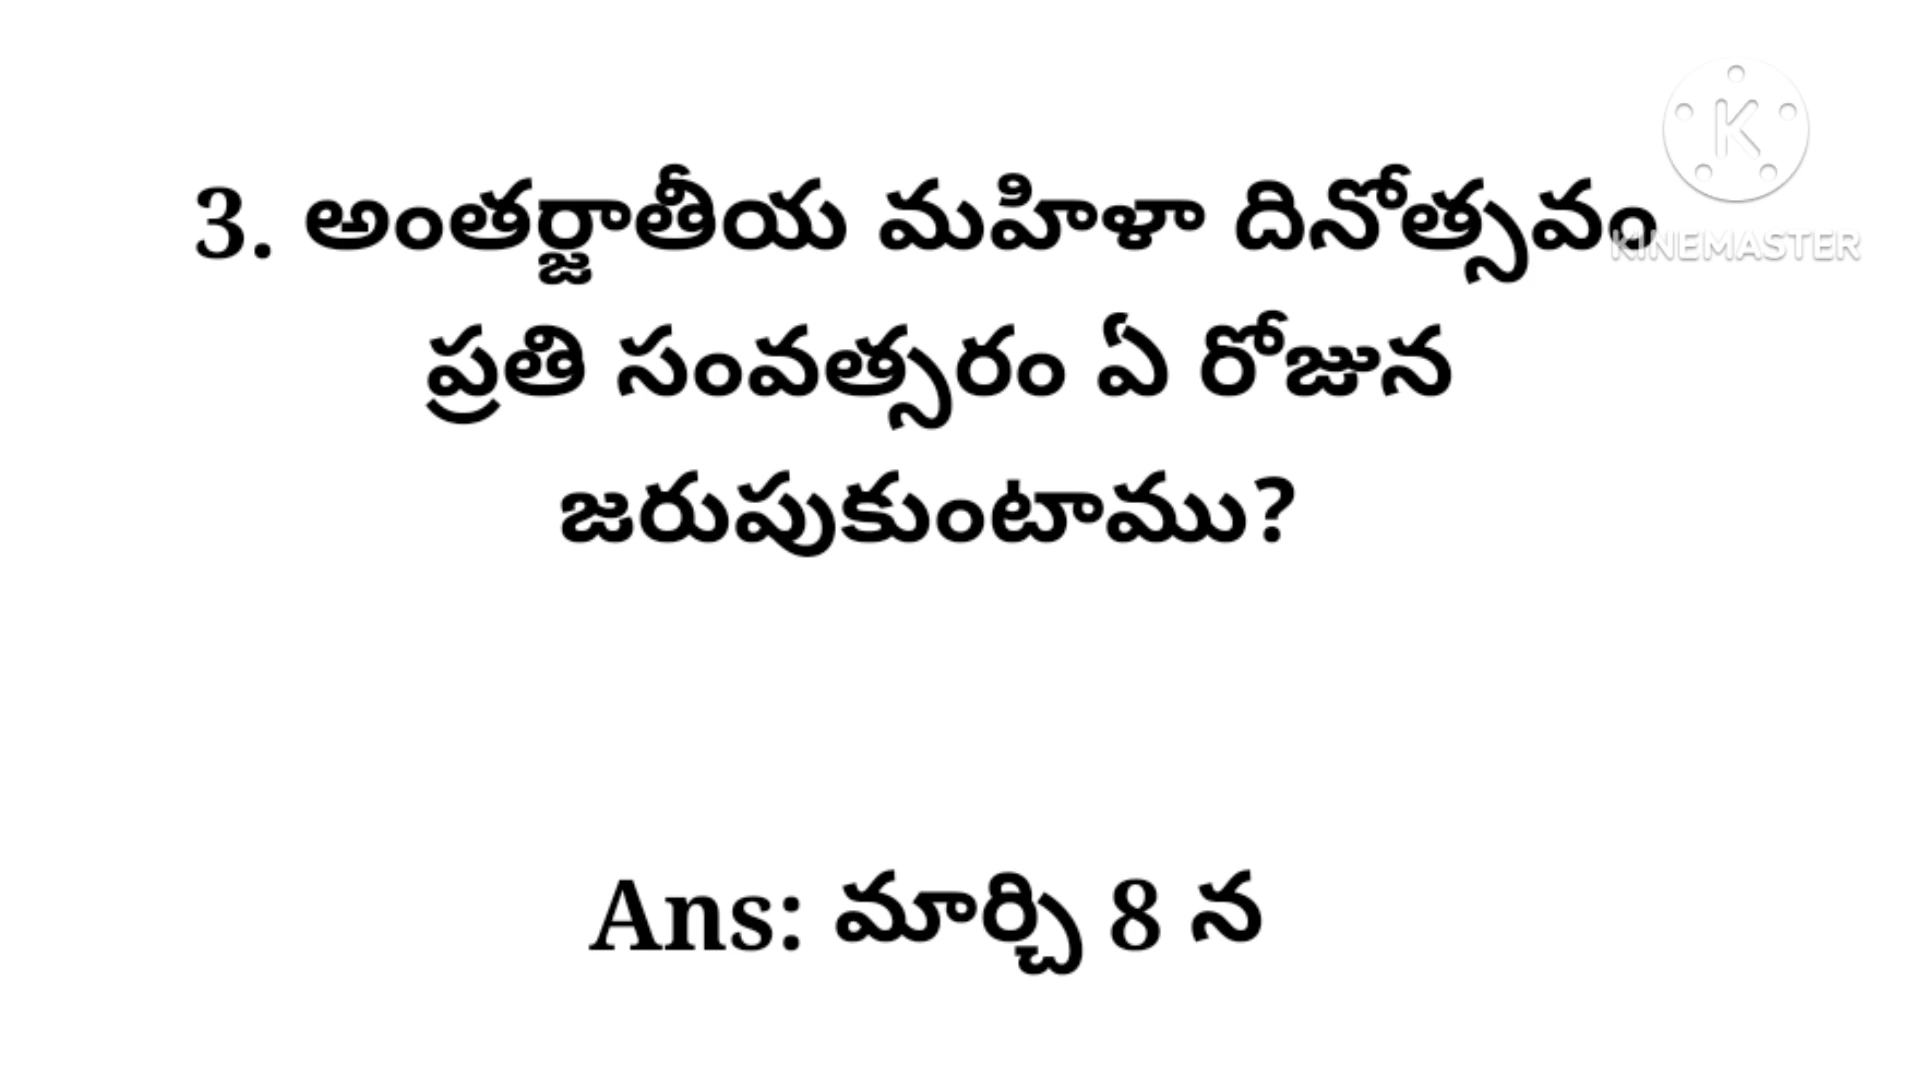 3. అంతర్జాతీయ మహిళా దినోత్సవం
KINEMASTER
ప్రతి సంవత్సరం ఏ రోజున
జరుపుకుంటాము?
Ans: మార్చి 8 న